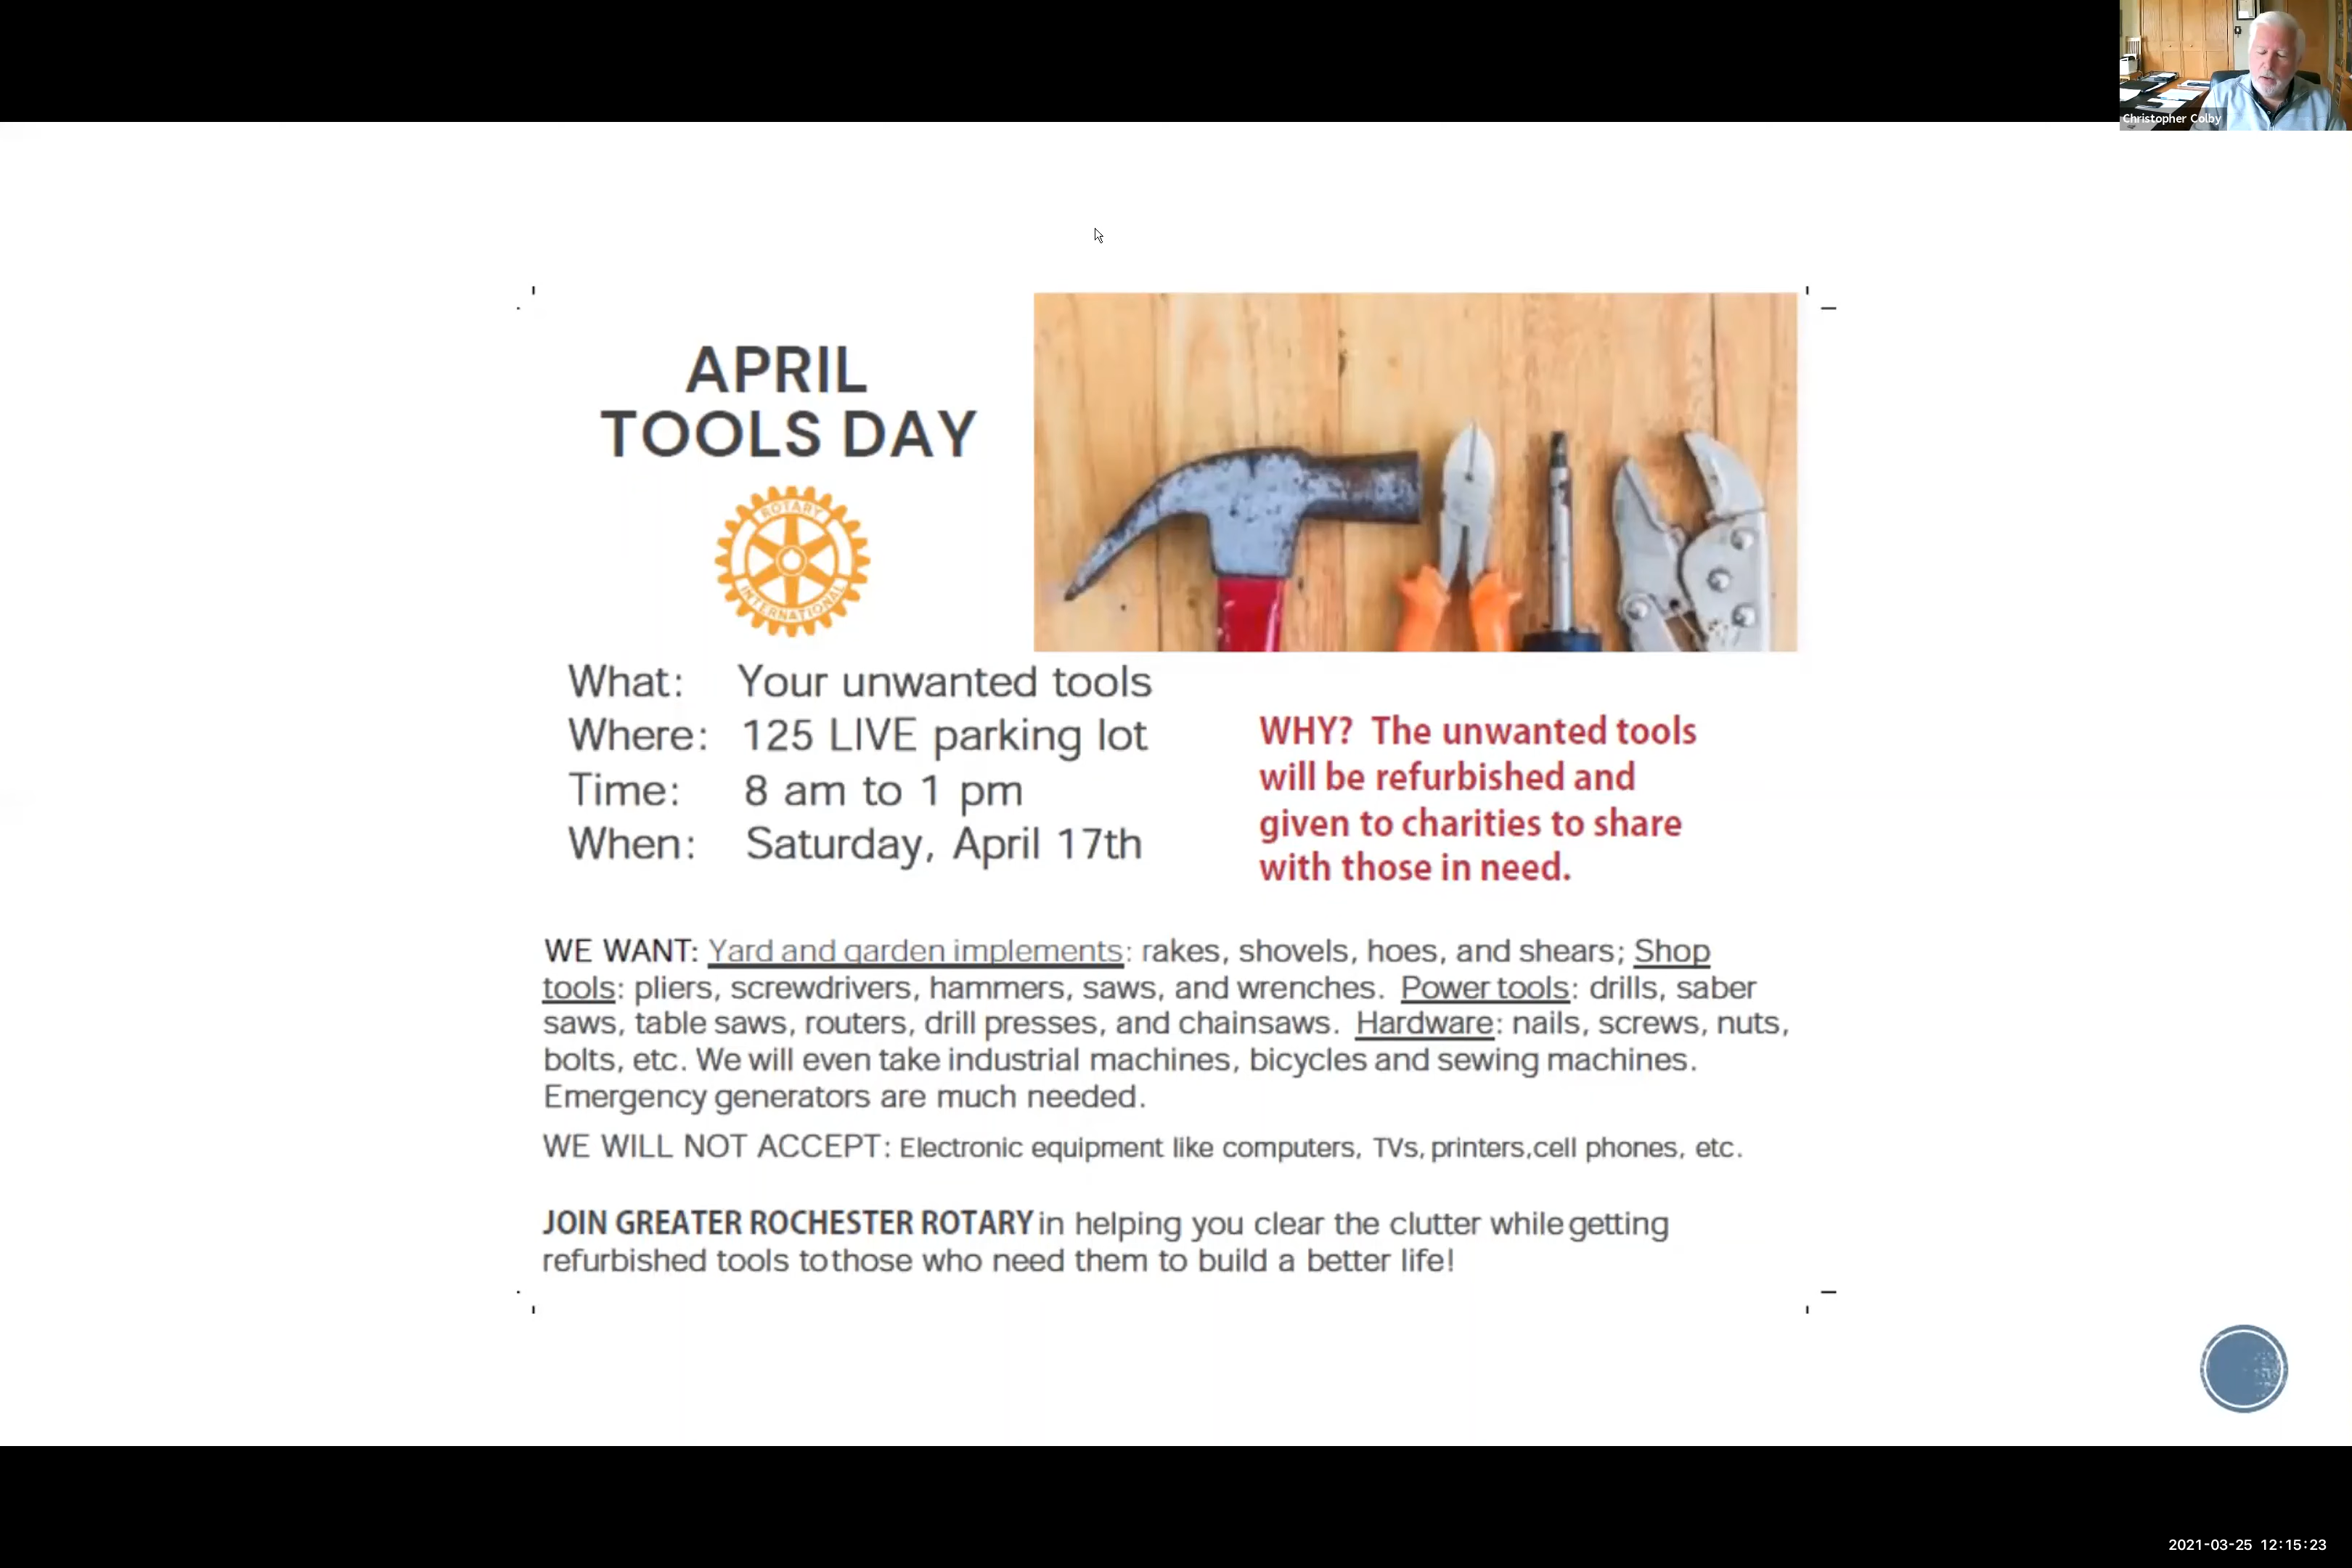 Christopher Colby
APRIL
TOOLS DAY
ROTARY
INTERNATIONAL
What: Your unwanted tools
Where: 125 LIVE parking lot
Time: 8 am to 1 pm
When: Saturday, April 17th
WHY? The unwanted tools
will be refurbished and
given to charities to share
with those in need.
WE WANT: Yard and garden implements: rakes, shovels, hoes, and shears; Shop
tools: pliers, screwdrivers, hammers, saws, and wrenches. Power tools: drills, saber
saws, table saws, routers, drill presses, and chainsaws. Hardware: nails, screws, nuts,
bolts, etc. We will even take industrial machines, bicycles and sewing machines.
Emergency generators are much needed.
WE WILL NOT ACCEPT: Electronic equipment like computers, TVs, printers,cell phones, etc.
JOIN GREATER ROCHESTER ROTARY in helping you clear the clutter while getting
refurbished tools to those who need them to build a better life!
2021-03-25 12:15:23